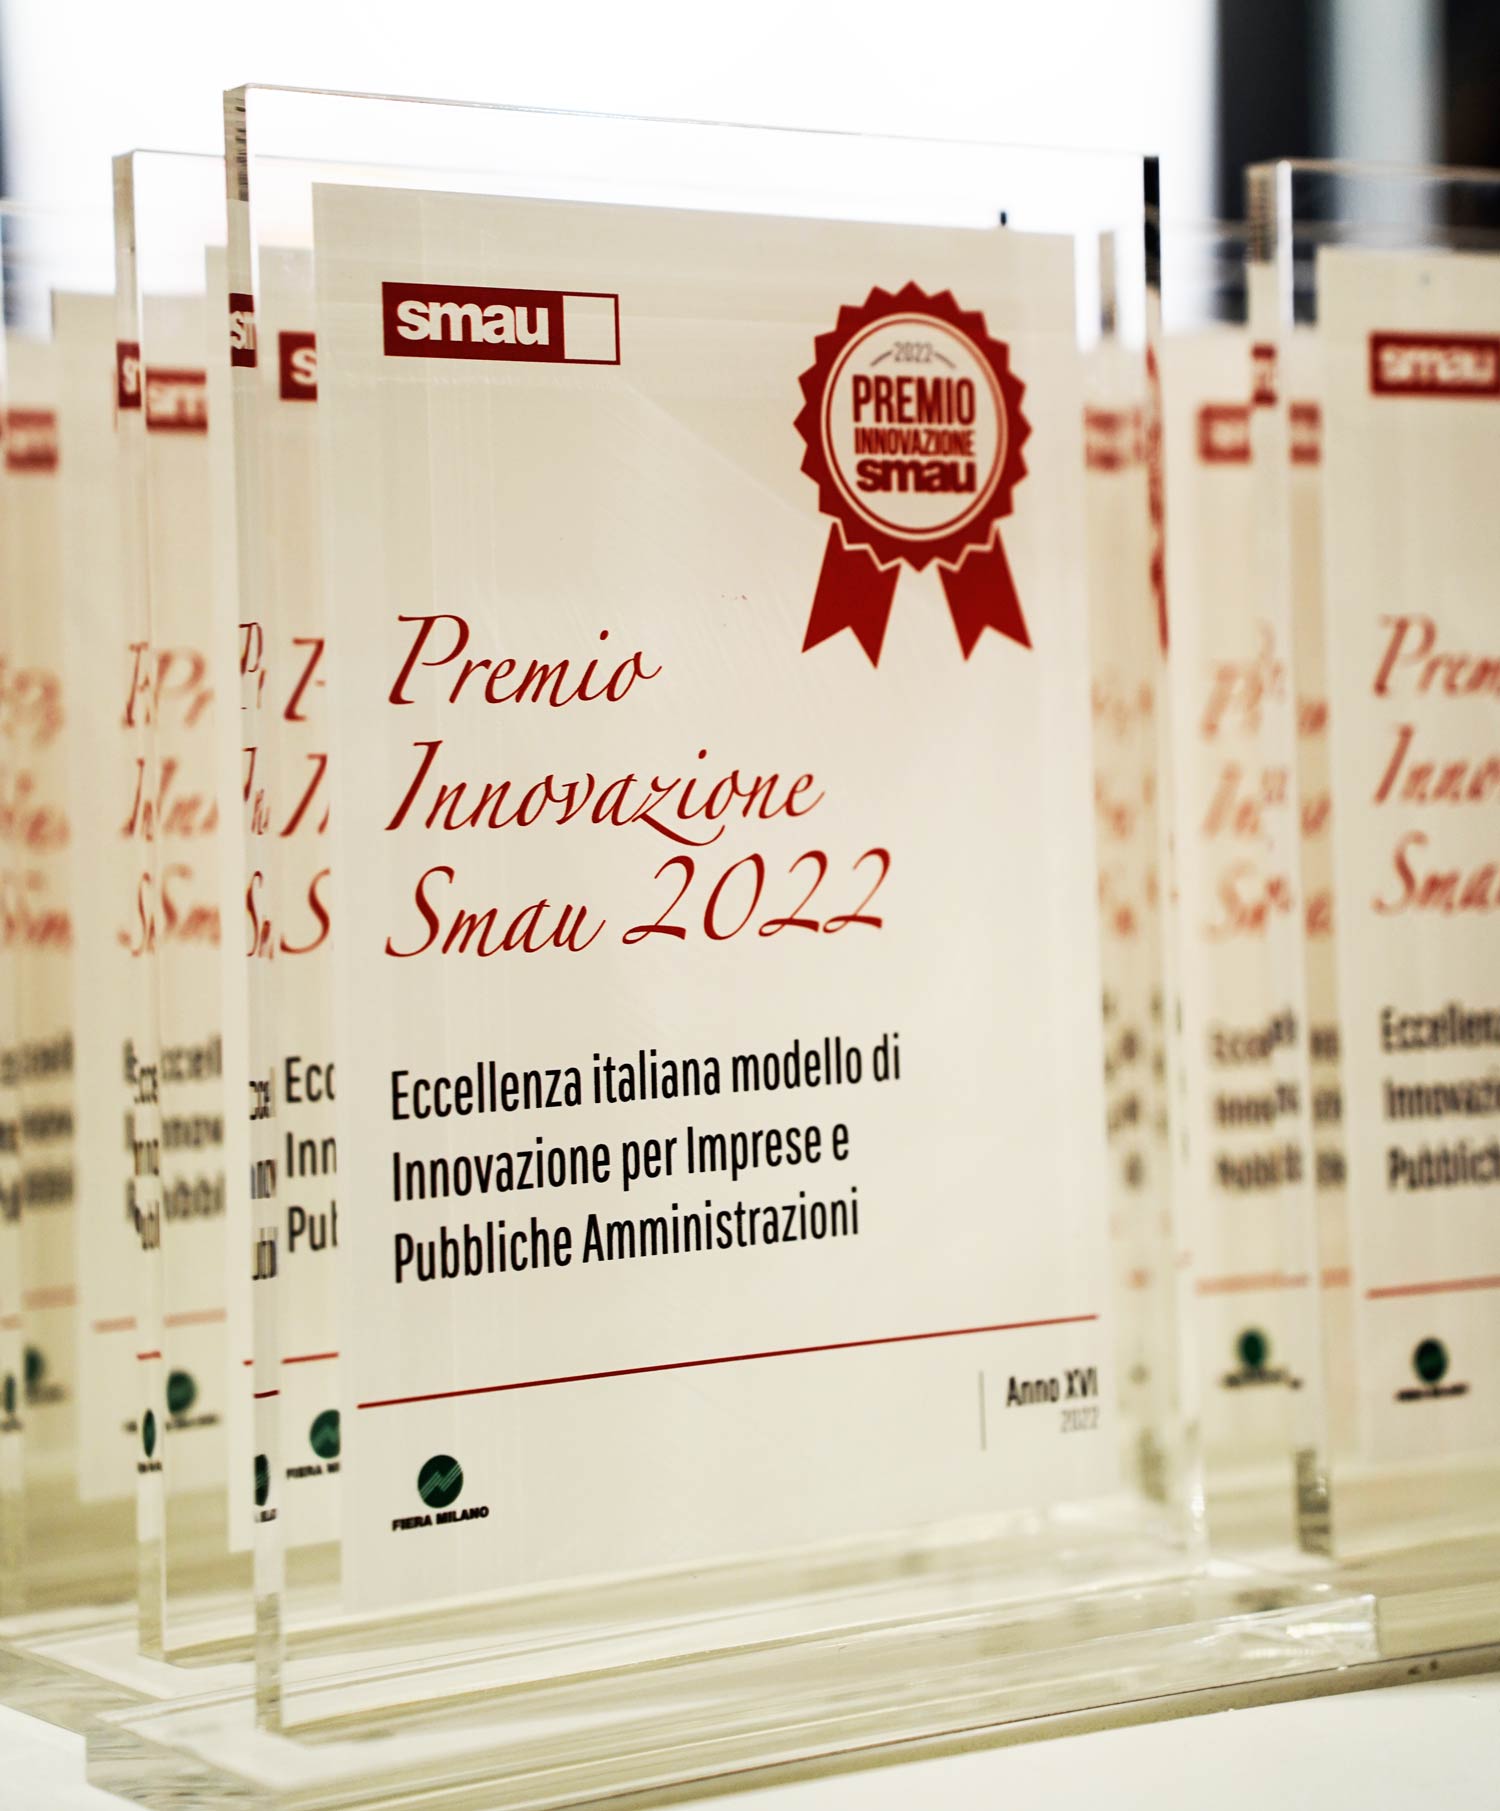 smau
2022
PREMIO
INNOVAZIONE
smau
Premio
Innovazione
Smau 2022
Eccellenza italiana modello di
Innovazione per Imprese e
Pubbliche Amministrazioni
Anno XVI
2022
FIERA MILANO
smau